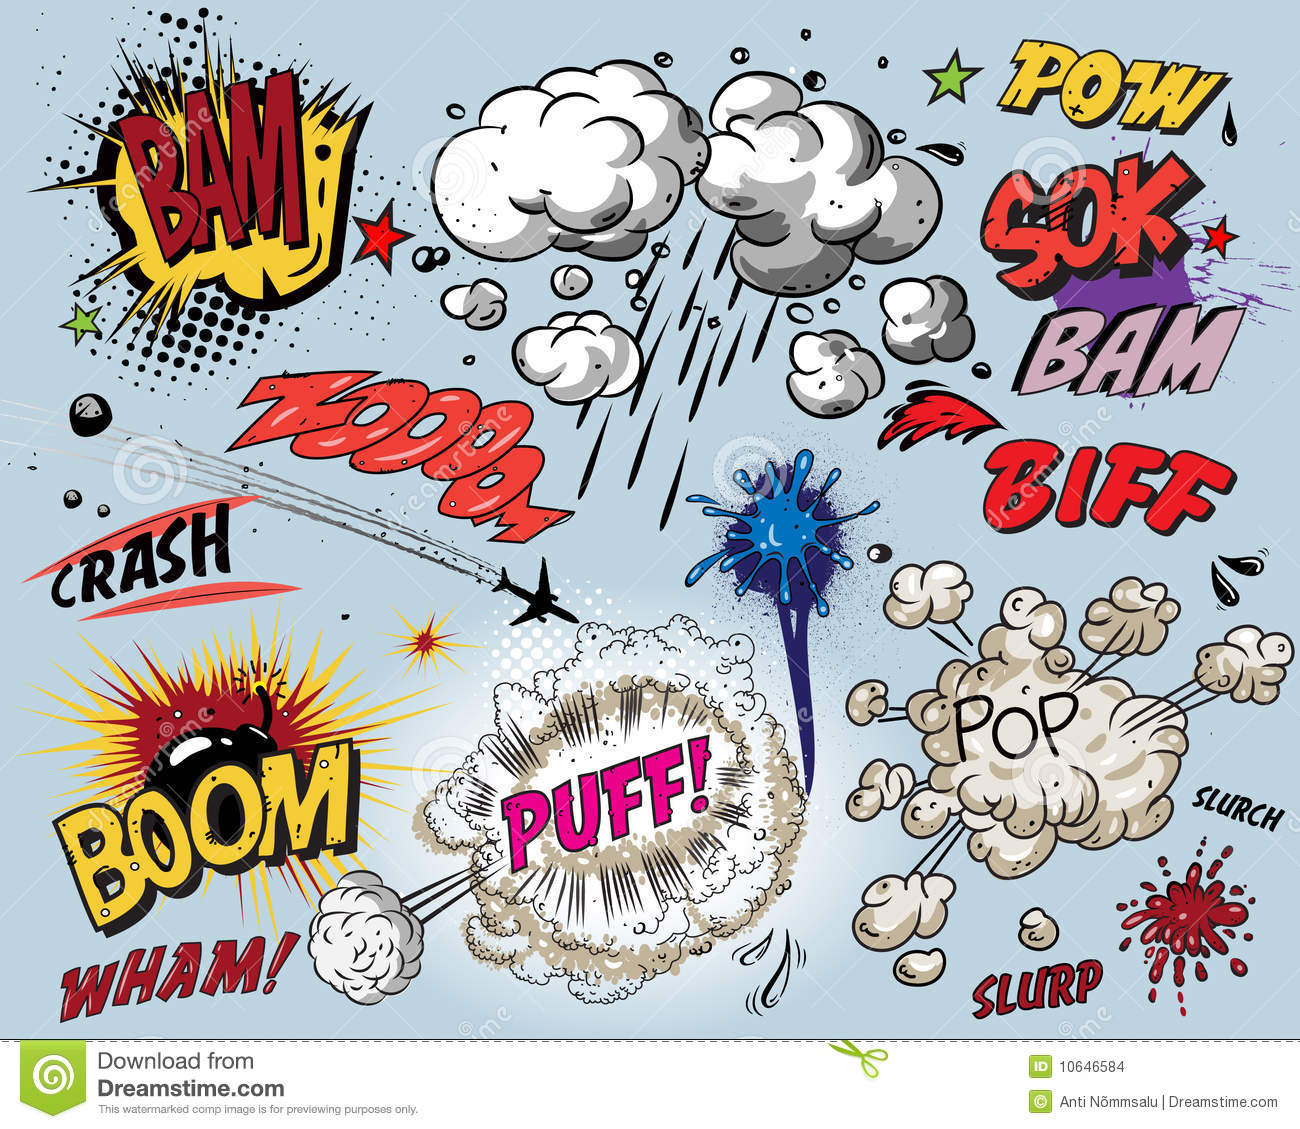 BAM
POW
SOK
BAM
ZOOOOM
BIFF
CRASH
POP
PUFF!
BOOM
SLURCH
WHAM!
SLURP
Download from
Dreamstime.com
This watermarked comp image is for previewing purposes only.
ID 10646584
© Anti Nõmmsalu | Dreamstime.com